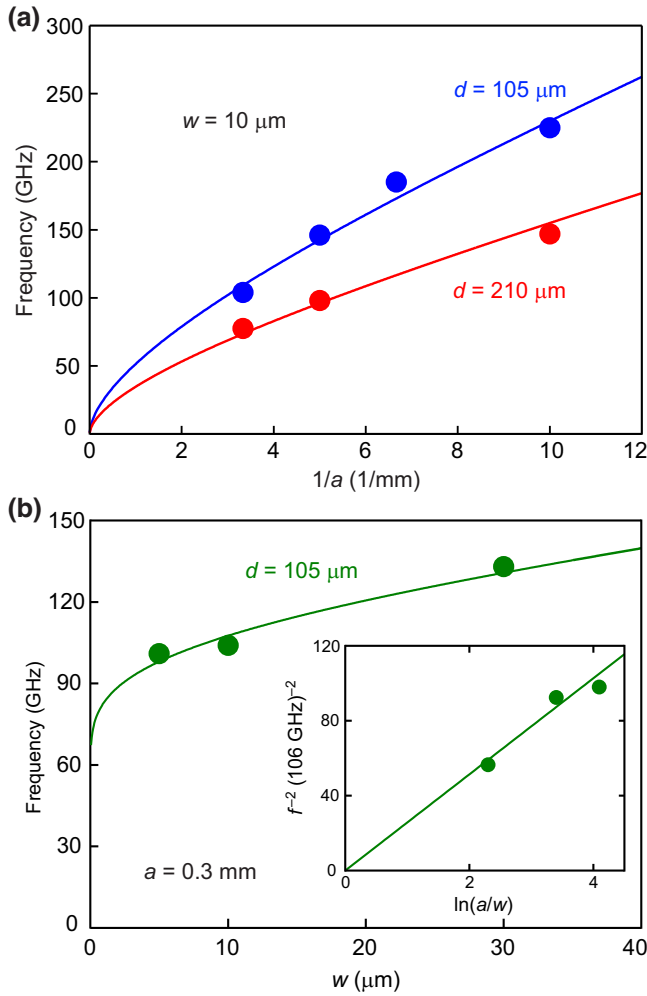 (a)
300
250
200
150
100
50
0
Frequency (GHz)
w = 10 μm
d = 105 μm
d = 210 μm
0 2 4 6 8 10 12
1/a (1/mm)
(b)
150
120
90
60
30
0
Frequency (GHz)
d = 105 μm
a = 0.3 mm
120
80
40
0
f⁻² (106 GHz)⁻²
0 2 4
ln(a/w)
0 10 20 30 40
w (μm)